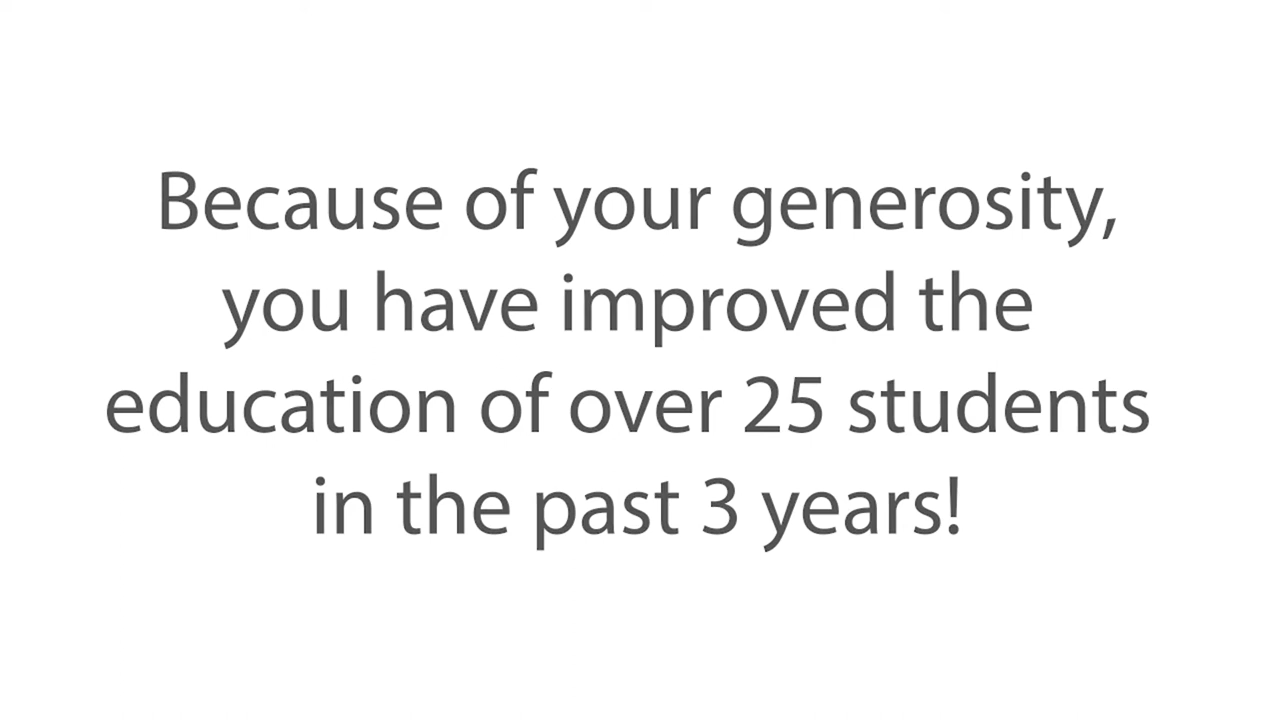 Because of your generosity,
you have improved the
education of over 25 students
in the past 3 years!